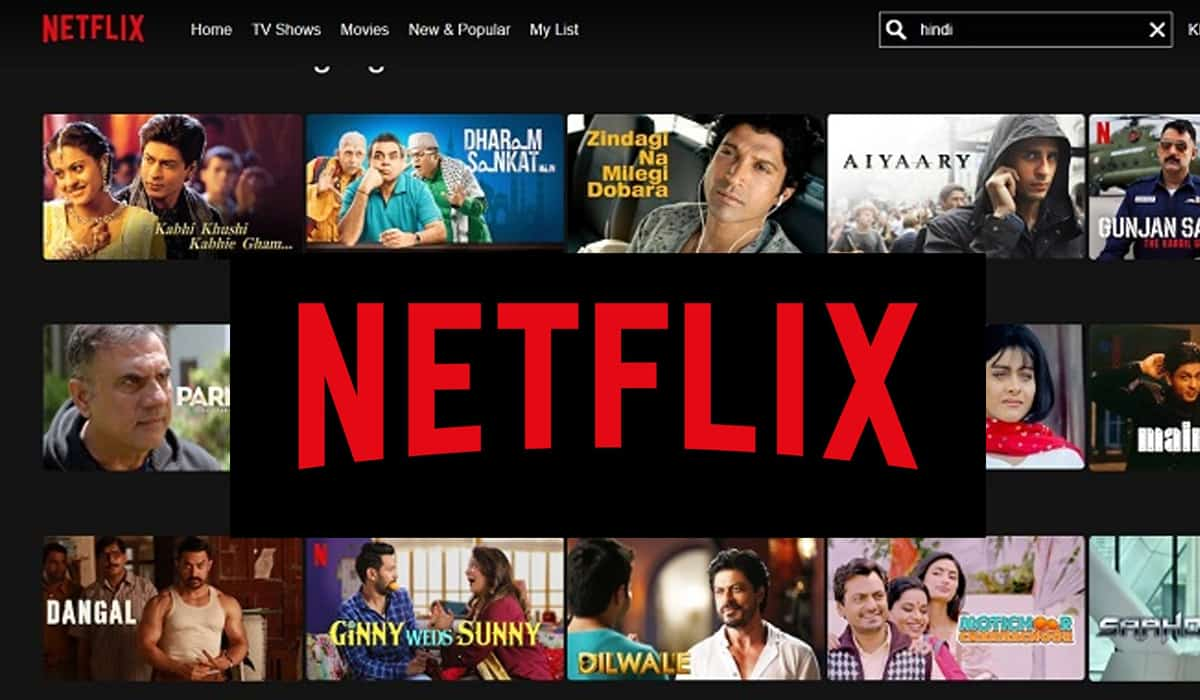 NETFLIX
Home TV Shows Movies New & Popular My List
hindi
Kabhi Khushi
Kabhie Gham...
DHARAM
SANKAT
Zindagi
Na
Milegi
Dobara
AIYAARY
N
GUNJAN SA
NETFLIX
DANGAL
N
GINNY WEDS SUNNY
DILWALE
MOTICHOOR
CHAKNACHOOR